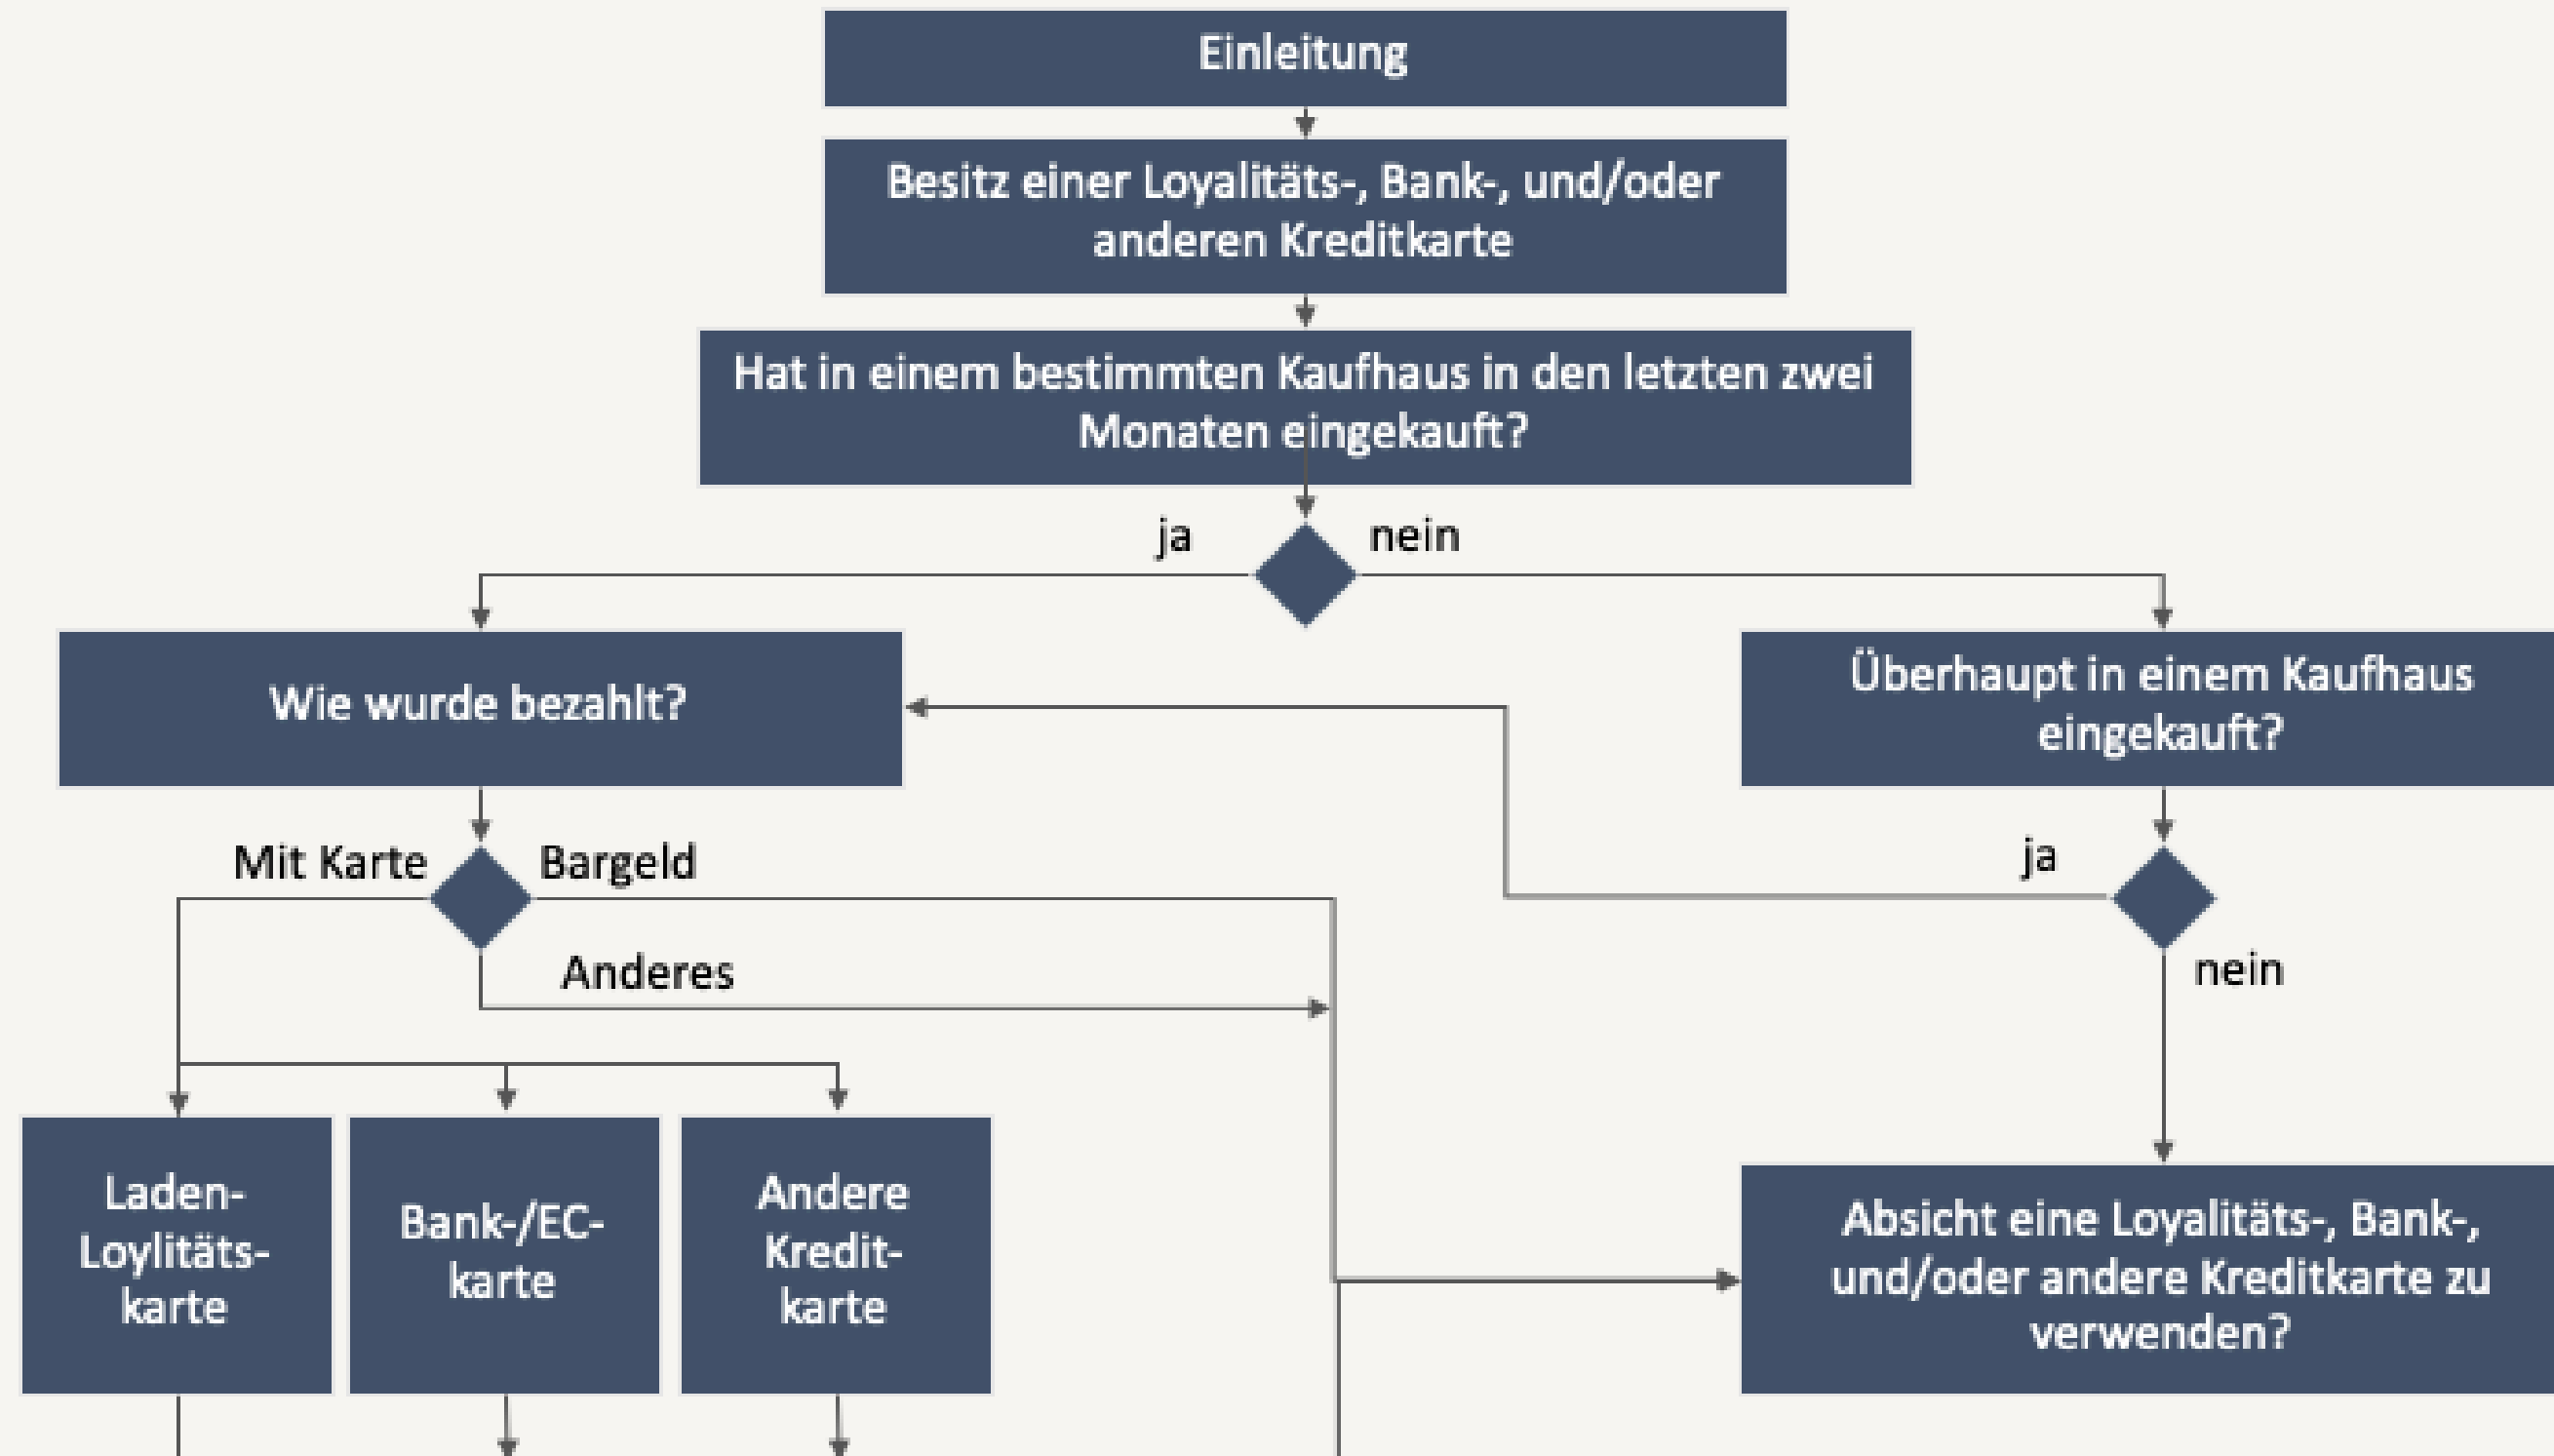 Einleitung
Besitz einer Loyalitäts-, Bank-, und/oder
anderen Kreditkarte
Hat in einem bestimmten Kaufhaus in den letzten zwei
Monaten eingekauft?
ja
nein
Wie wurde bezahlt?
Überhaupt in einem Kaufhaus
eingekauft?
Mit Karte
Bargeld
ja
Anderes
nein
Laden-
Loylitäts-
karte
Bank-/EC-
karte
Andere
Kredit-
karte
Absicht eine Loyalitäts-, Bank-,
und/oder andere Kreditkarte zu
verwenden?